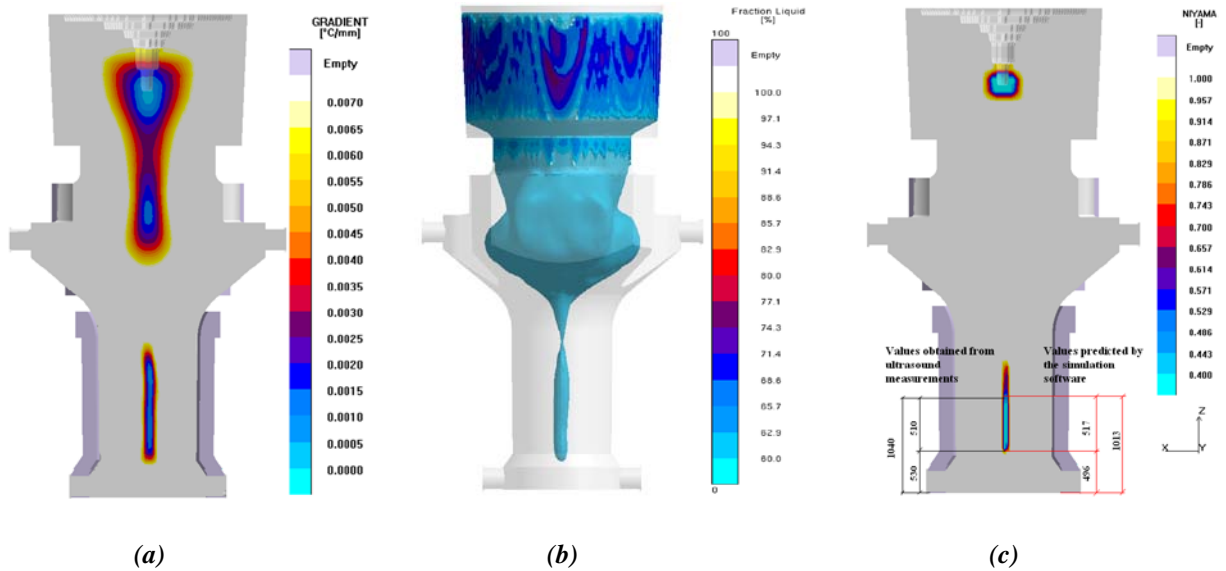 GRADIENT
[°C/mm]
Empty
0.0070
0.0065
0.0060
0.0055
0.0050
0.0045
0.0040
0.0035
0.0030
0.0025
0.0020
0.0015
0.0010
0.0005
0.0000
(a)
Fraction Liquid
[%]
100
Empty
100.0
97.1
94.3
91.4
88.6
85.7
82.9
80.0
77.1
74.3
71.4
68.6
65.7
62.9
60.0
0
(b)
NIYAMA
[-]
Empty
1.000
0.957
0.914
0.871
0.829
0.786
0.743
0.700
0.657
0.614
0.571
0.529
0.486
0.443
0.400
Values obtained from
ultrasound
measurements
Values predicted by
the simulation
software
1040
510
530
517
496
1013
Z
X
Y
(c)